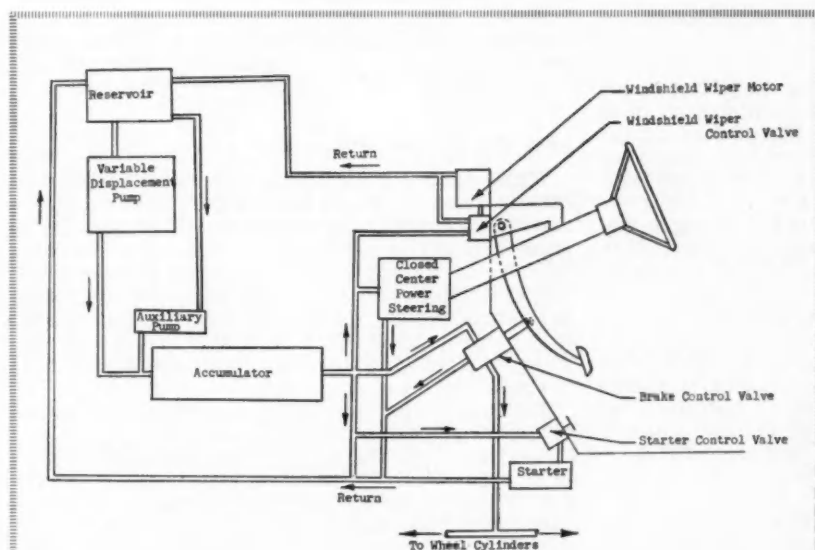 Windshield Wiper Motor
Reservoir
Windshield Wiper
Control Valve
Return
Variable
Displacement
Pump
Closed
Center
Power
Steering
Auxiliary
Pump
Accumulator
Brake Control Valve
Starter Control Valve
Starter
Return
To Wheel Cylinders